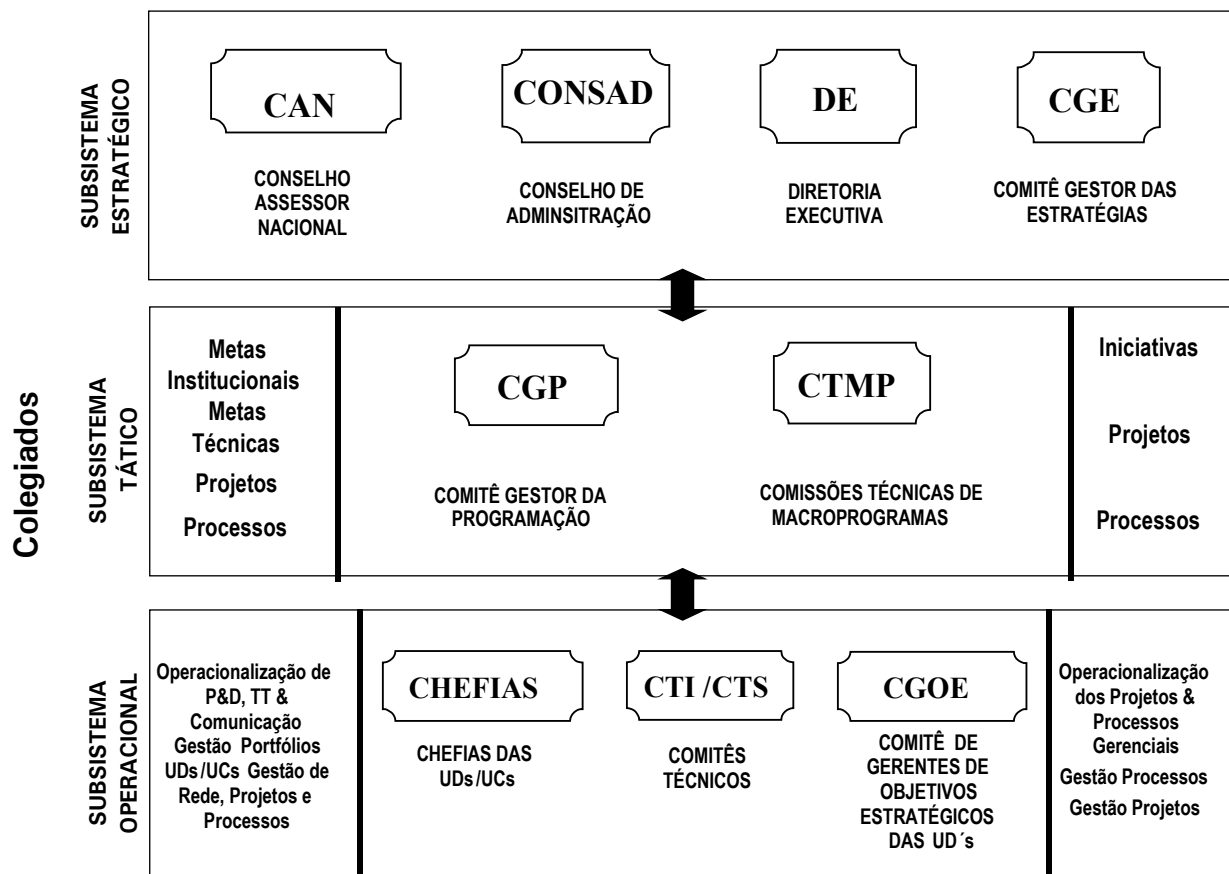 Colegiados
SUBSISTEMA
ESTRATÉGICO
CAN
CONSELHO
ASSESSOR
NACIONAL
CONSAD
CONSELHO DE
ADMINSITRAÇÃO
DE
DIRETORIA
EXECUTIVA
CGE
COMITÊ GESTOR DAS
ESTRATÉGIAS
SUBSISTEMA
TÁTICO
Metas
Institucionais
Metas
Técnicas
Projetos
Processos
CGP
COMITÊ GESTOR DA
PROGRAMAÇÃO
CTMP
COMISSÕES TÉCNICAS DE
MACROPROGRAMAS
Iniciativas
Projetos
Processos
SUBSISTEMA
OPERACIONAL
Operacionalização de
P&D, TT &
Comunicação
Gestão Portfólios
UDs/UCs Gestão de
Rede, Projetos e
Processos
CHEFIAS
CHEFIAS DAS
UDs/UCs
CTI /CTS
COMITÊS
TÉCNICOS
CGOE
COMITÊ DE
GERENTES DE
OBJETIVOS
ESTRATÉGICOS
DAS UD´s
Operacionalização
dos Projetos &
Processos
Gerenciais
Gestão Processos
Gestão Projetos